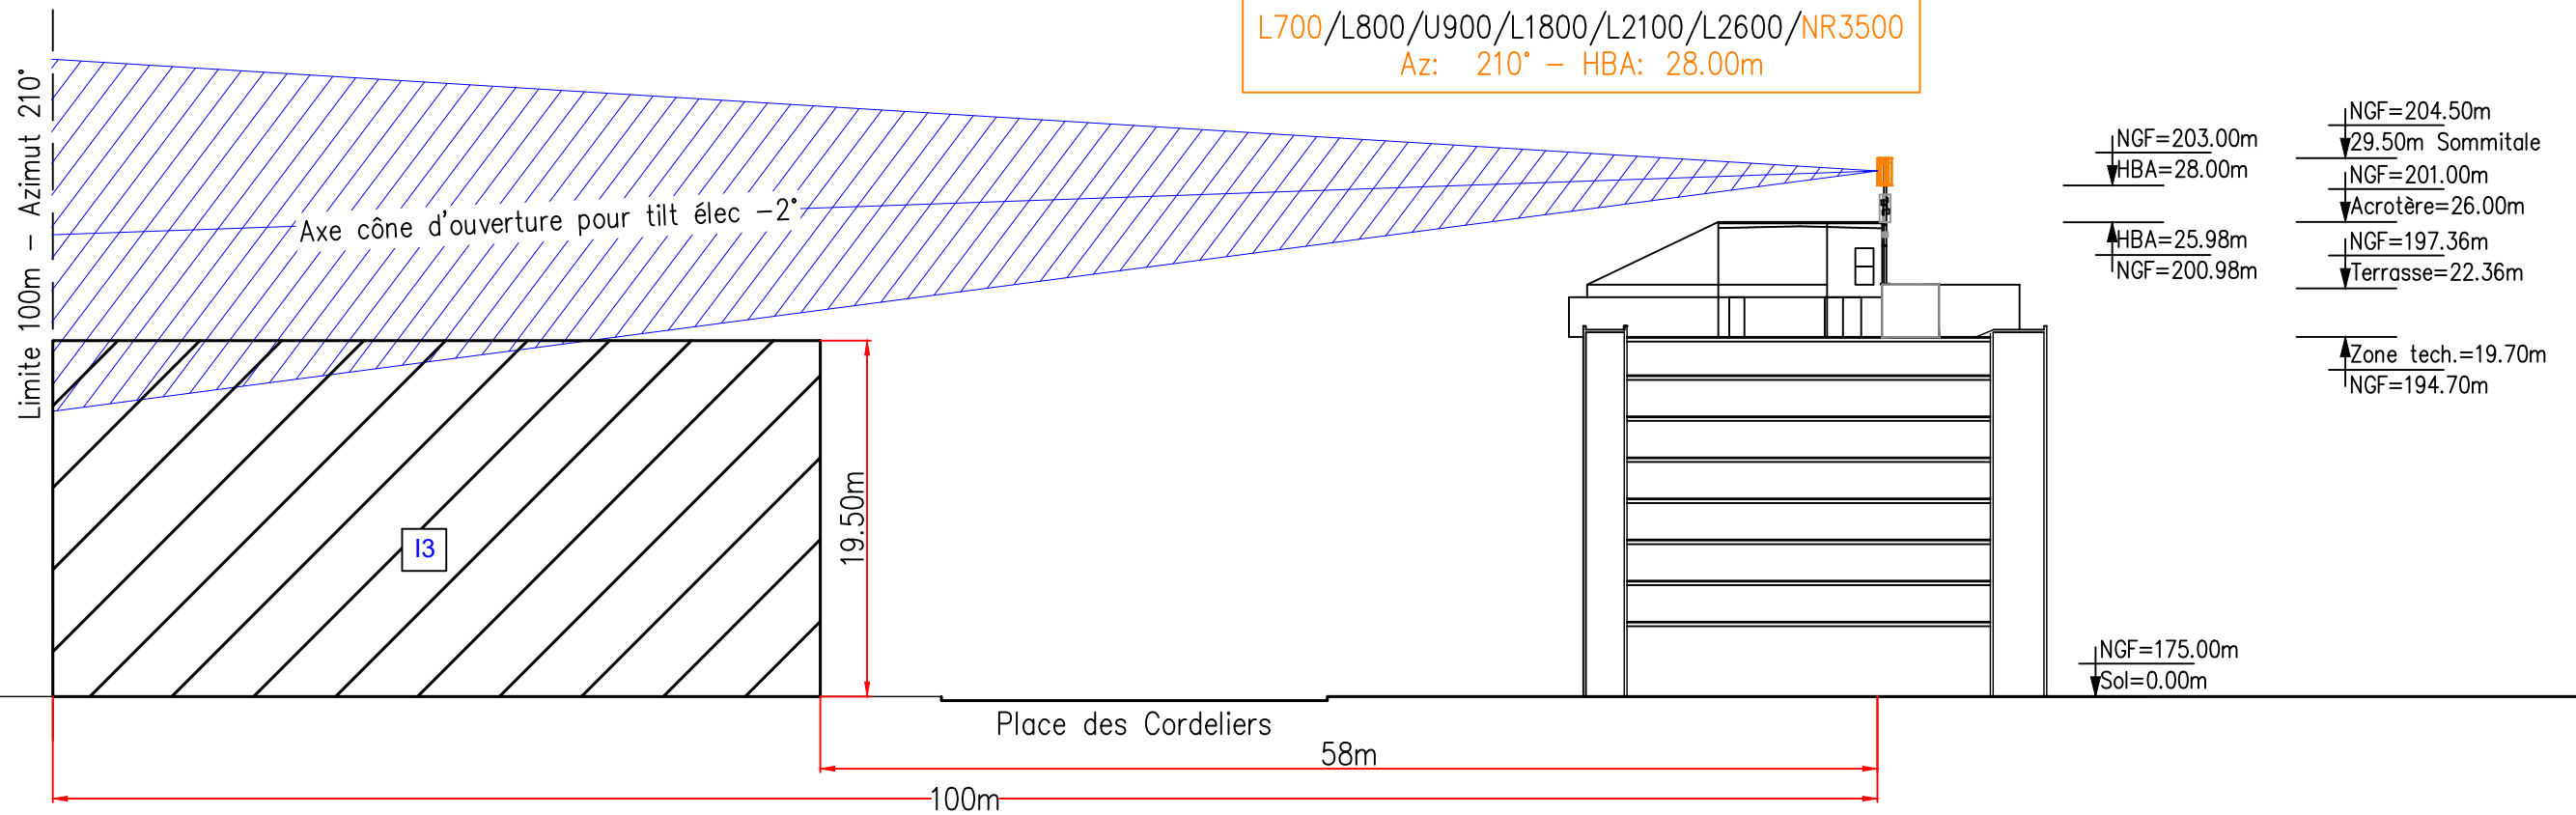 L700/L800/U900/L1800/L2100/L2600/NR3500
Az: 210° – HBA: 28.00m
Limite 100m – Azimut 210°
Axe cône d'ouverture pour tilt élec –2°
NGF=203.00m
HBA=28.00m
HBA=25.98m
NGF=200.98m
NGF=204.50m
29.50m Sommitale
NGF=201.00m
Acrotère=26.00m
NGF=197.36m
Terrasse=22.36m
Zone tech.=19.70m
NGF=194.70m
19.50m
I3
NGF=175.00m
Sol=0.00m
Place des Cordeliers
58m
100m